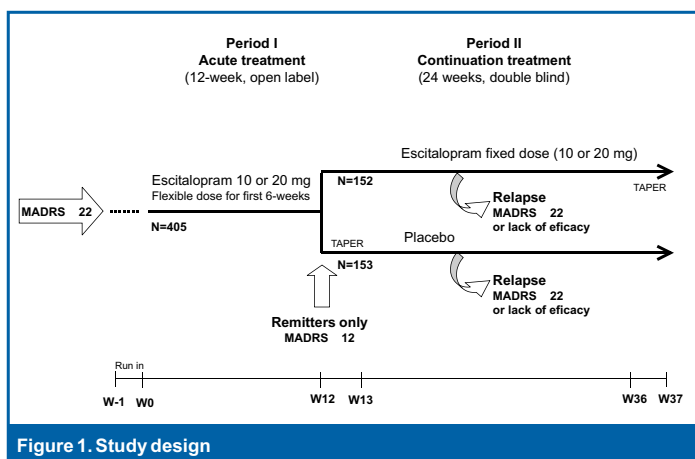 Period I
Acute treatment
(12-week, open label)
Period II
Continuation treatment
(24 weeks, double blind)
Escitalopram fixed dose (10 or 20 mg)
Escitalopram 10 or 20 mg
Flexible dose for first 6-weeks
N=152
TAPER
MADRS 22
N=405
Relapse
MADRS 22
or lack of eficacy
TAPER
Placebo
N=153
Relapse
MADRS 22
or lack of eficacy
Remitters only
MADRS 12
Run in
W-1 W0 W12 W13 W36 W37
Figure 1. Study design